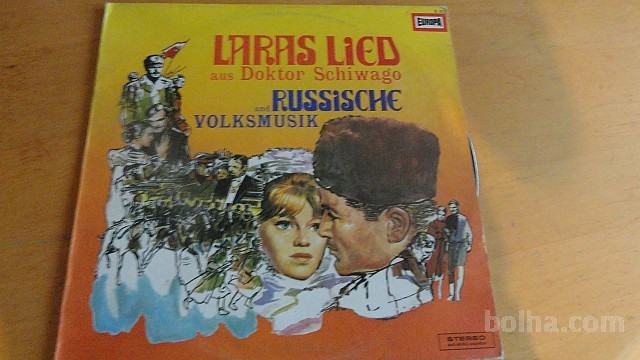 EUROPA
LARAS LIED
aus Doktor Schiwago
und RUSSISCHE
VOLKSMUSIK
STEREO
bolha.com